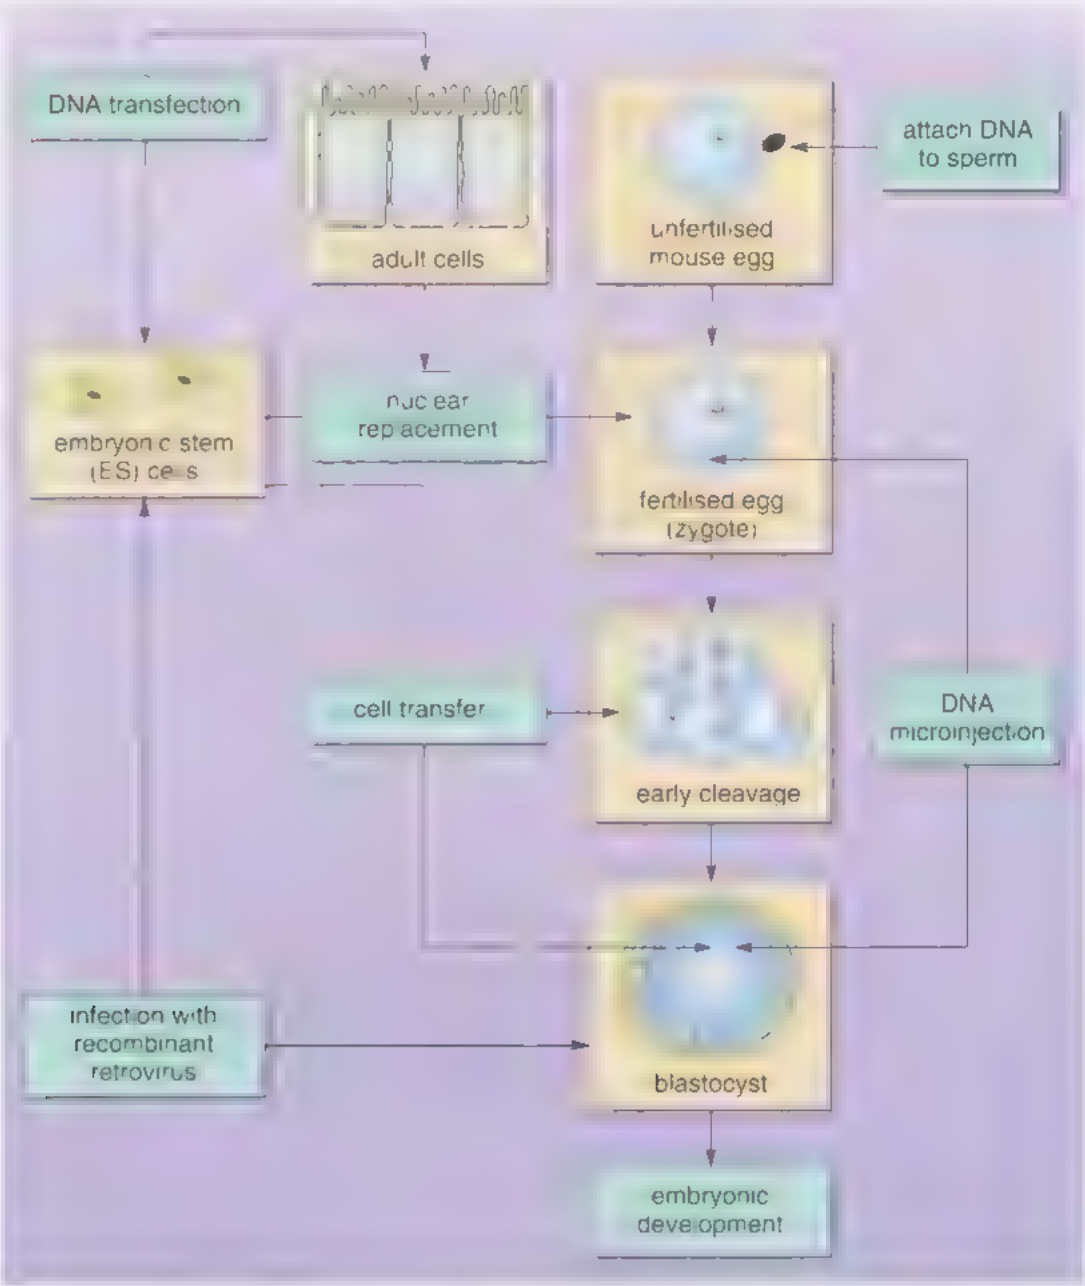 DNA transfection
adult cells
unfertilised
mouse egg
attach DNA
to sperm
embryonic stem
(ES) cells
nuclear
replacement
fertilised egg
(zygote)
cell transfer
early cleavage
DNA
microinjection
infection with
recombinant
retrovirus
blastocyst
embryonic
development